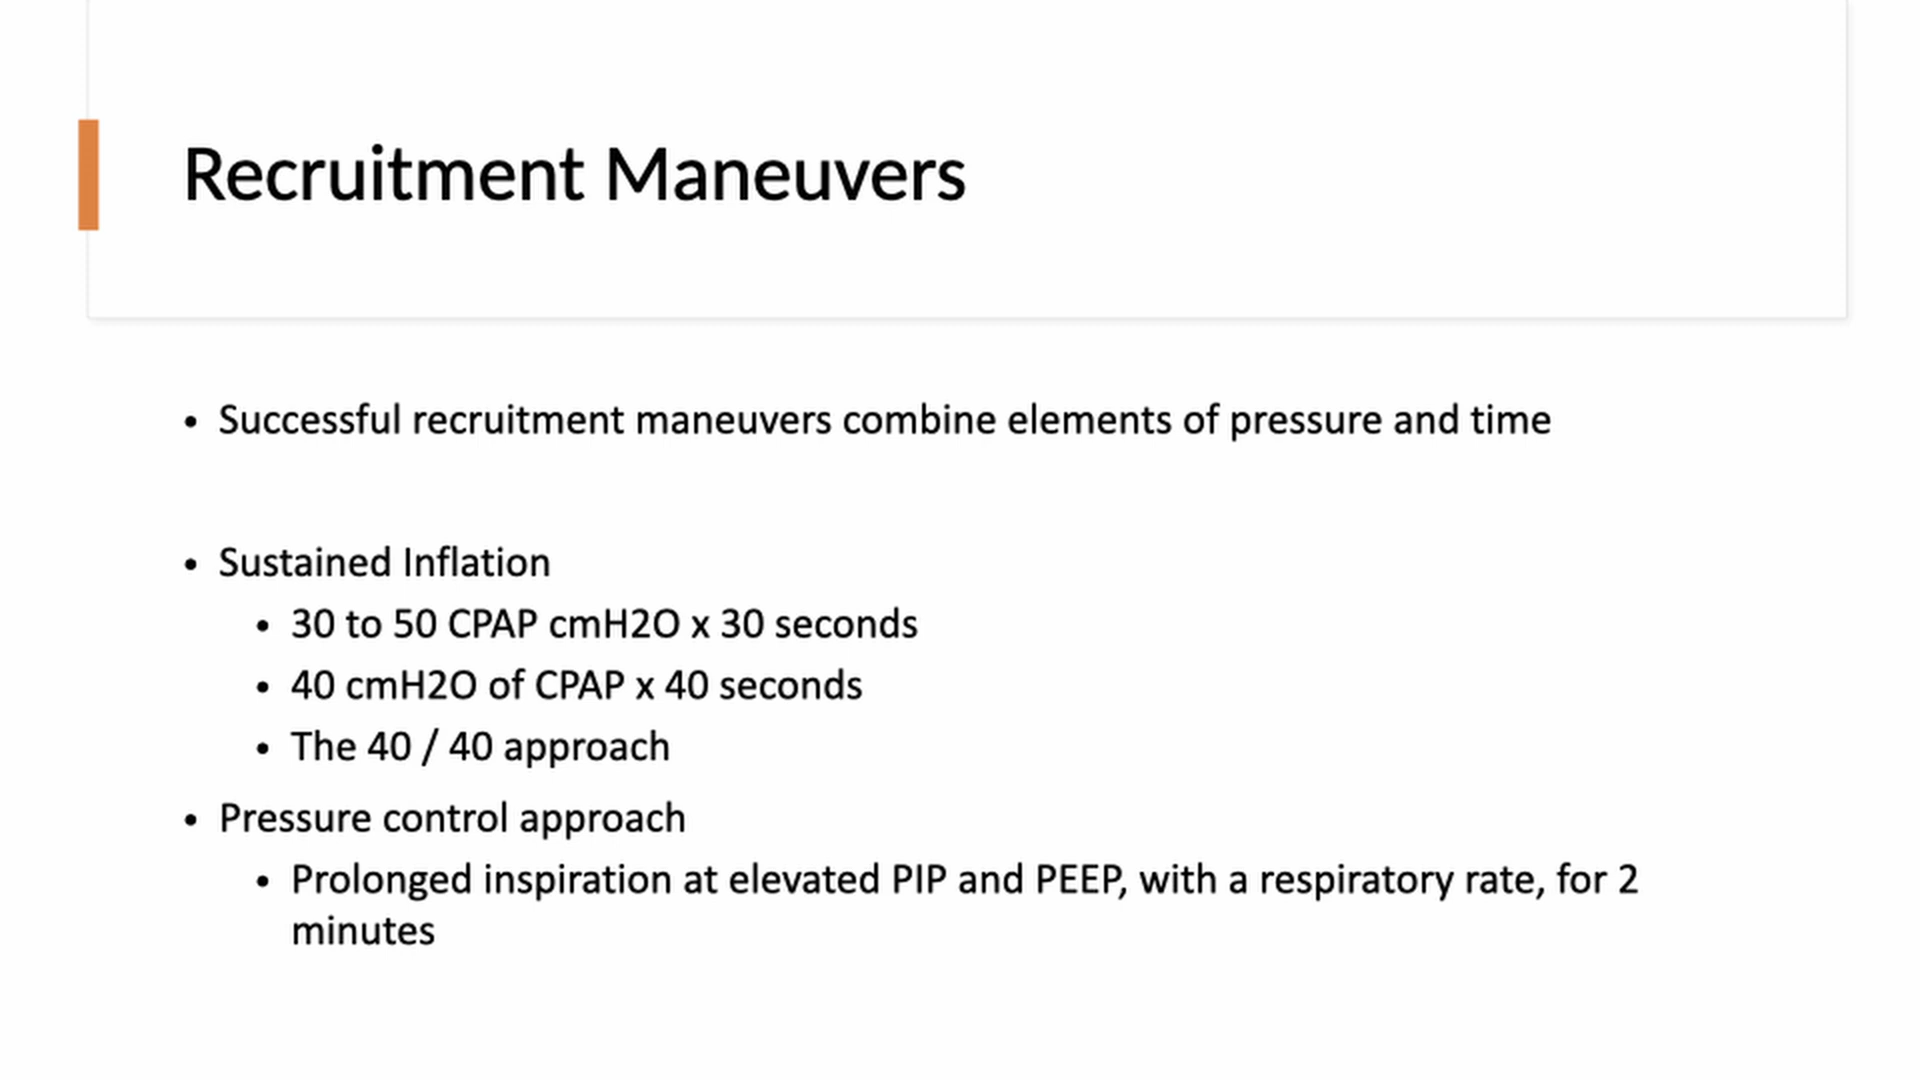 Recruitment Maneuvers
• Successful recruitment maneuvers combine elements of pressure and time
• Sustained Inflation
• 30 to 50 CPAP cmH2O x 30 seconds
• 40 cmH2O of CPAP x 40 seconds
• The 40 / 40 approach
• Pressure control approach
• Prolonged inspiration at elevated PIP and PEEP, with a respiratory rate, for 2
minutes